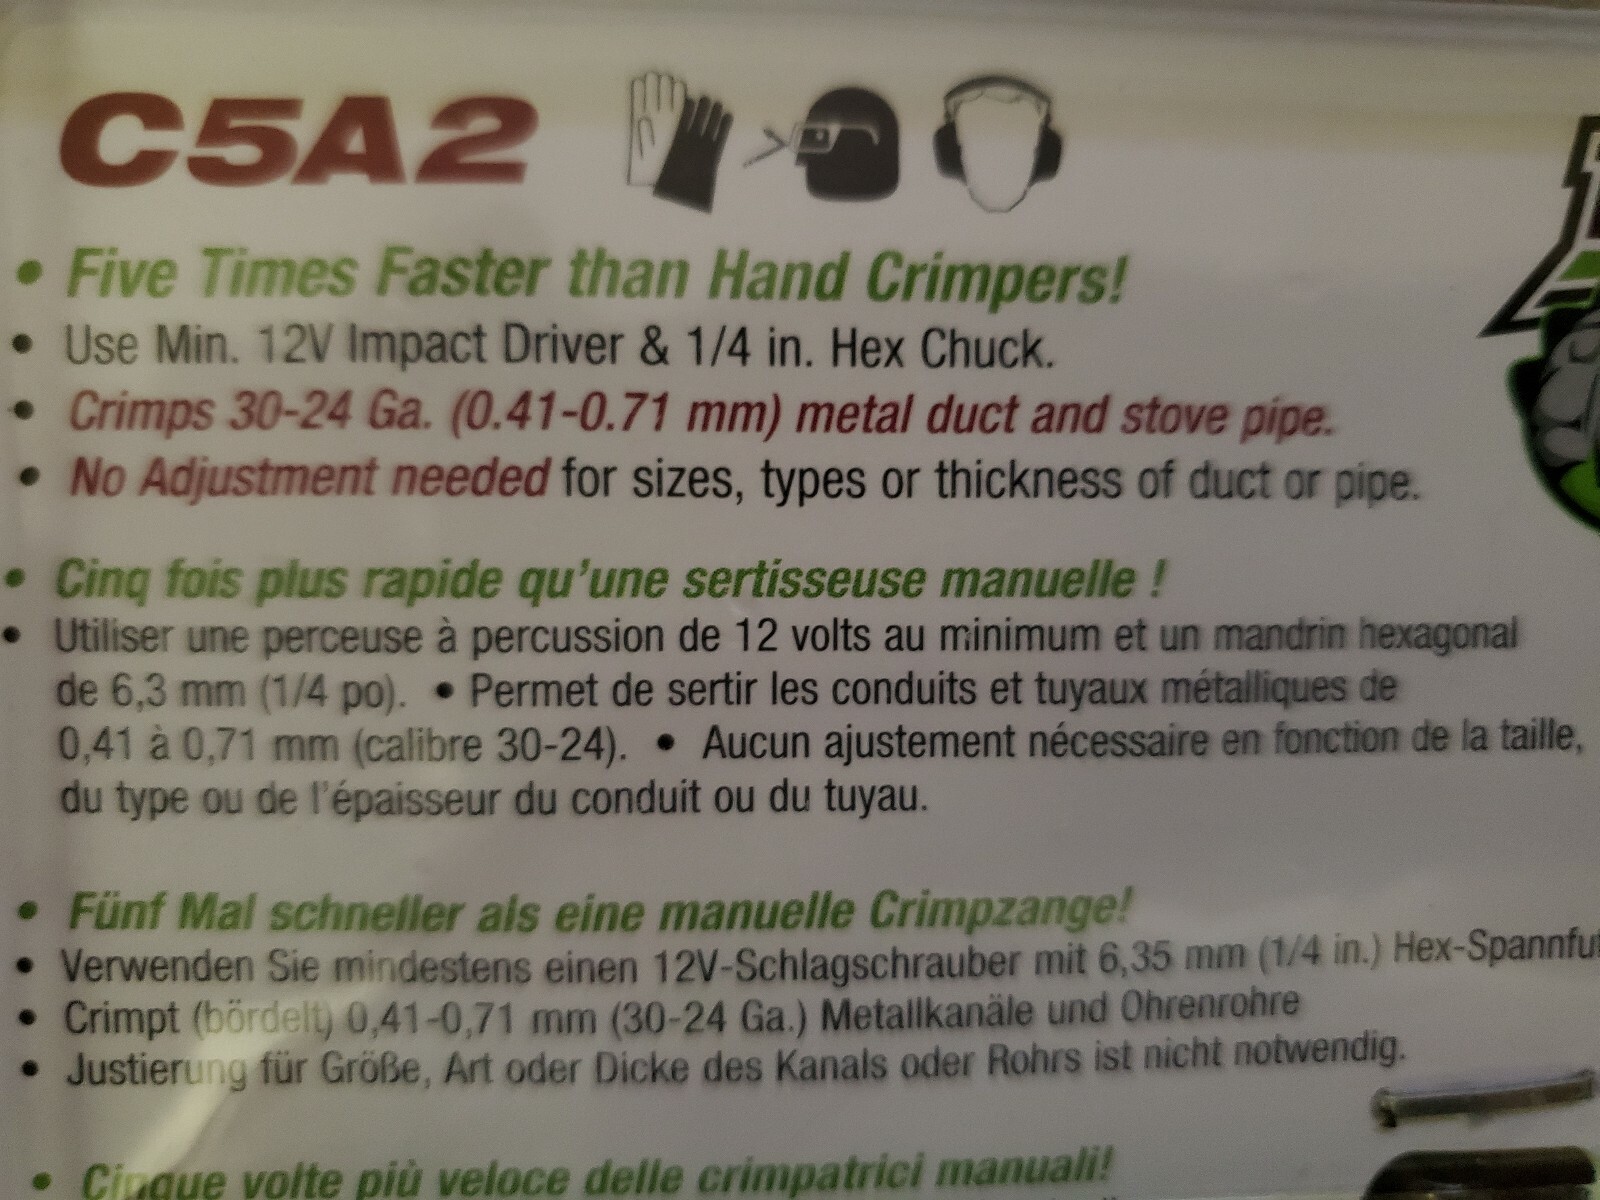 C5A2
• Five Times Faster than Hand Crimpers!
• Use Min. 12V Impact Driver & 1/4 in. Hex Chuck.
• Crimps 30-24 Ga. (0.41-0.71 mm) metal duct and stove pipe.
• No Adjustment needed for sizes, types or thickness of duct or pipe.
• Cinq fois plus rapide qu'une sertisseuse manuelle !
• Utiliser une perceuse à percussion de 12 volts au minimum et un mandrin hexagonal
de 6,3 mm (1/4 po). • Permet de sertir les conduits et tuyaux métalliques de
0,41 à 0,71 mm (calibre 30-24). • Aucun ajustement nécessaire en fonction de la taille,
du type ou de l'épaisseur du conduit ou du tuyau.
• Fünf Mal schneller als eine manuelle Crimpzange!
• Verwenden Sie mindestens einen 12V-Schlagschrauber mit 6,35 mm (1/4 in.) Hex-Spannfut
• Crimpt (bördelt) 0,41-0,71 mm (30-24 Ga.) Metallkanäle und Ohrenrohre
• Justierung für Größe, Art oder Dicke des Kanals oder Rohrs ist nicht notwendig.
• Cinque volte più veloce delle crimpatrici manuali!